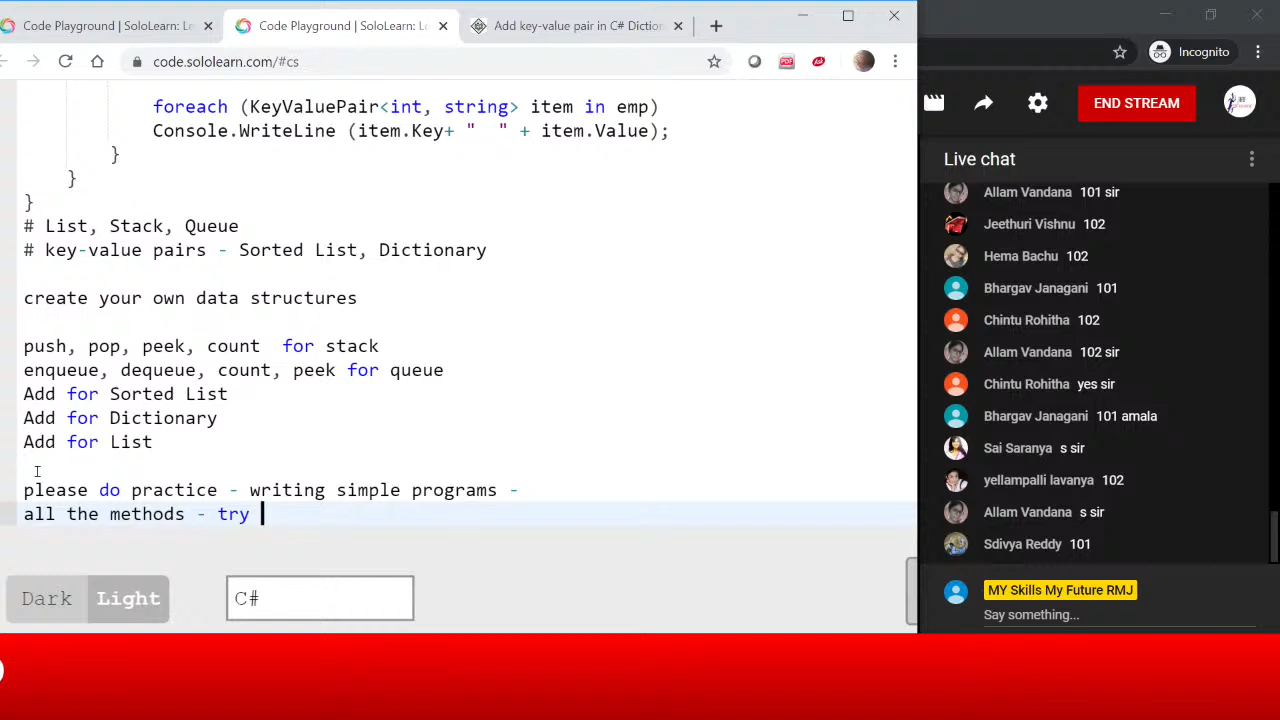 Code Playground | SoloLearn: Le
Code Playground | SoloLearn: Le
Add key-value pair in C# Diction
code.sololearn.com/#cs
PDF
Ask
Incognito
foreach (KeyValuePair<int, string> item in emp)
Console.WriteLine (item.Key+ "  " + item.Value);
}
}
}
# List, Stack, Queue
# key-value pairs - Sorted List, Dictionary
create your own data structures
push, pop, peek, count  for stack
enqueue, dequeue, count, peek for queue
Add for Sorted List
Add for Dictionary
Add for List
please do practice - writing simple programs -
all the methods - try
Dark Light
C#
END STREAM
Live chat
Allam Vandana 101 sir
Jeethuri Vishnu 102
Hema Bachu 102
Bhargav Janagani 101
Chintu Rohitha 102
Allam Vandana 102 sir
Chintu Rohitha yes sir
Bhargav Janagani 101 amala
Sai Saranya s sir
yellampalli lavanya 102
Allam Vandana s sir
Sdivya Reddy 101
MY Skills My Future RMJ
Say something...